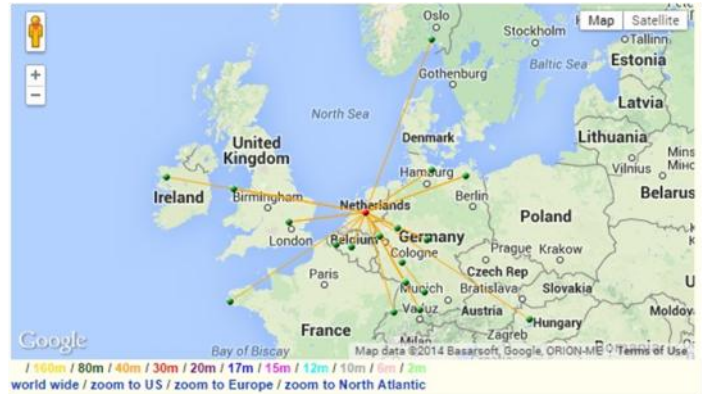 Oslo
Stockholm
Map
Satellite
Tallinn
Baltic Sea
Estonia
Gothenburg
Latvia
North Sea
Denmark
Lithuania
United
Kingdom
Vilnius
Hamburg
Ireland
Birmingham
Netherlands
Berlin
Belarus
Poland
London
Belgium
Germany
Cologne
Prague
Krakow
Paris
Czech Rep
Munich
Bratislava
Slovakia
Vaduz
Austria
Hungary
France
Zagreb
Milan
Google
Bay of Biscay
Map data ©2014 Basarsoft, Google, ORION-ME
Terms of Use
/ 160m / 80m / 40m / 30m / 20m / 17m / 15m / 12m / 10m / 6m / 2m
world wide / zoom to US / zoom to Europe / zoom to North Atlantic